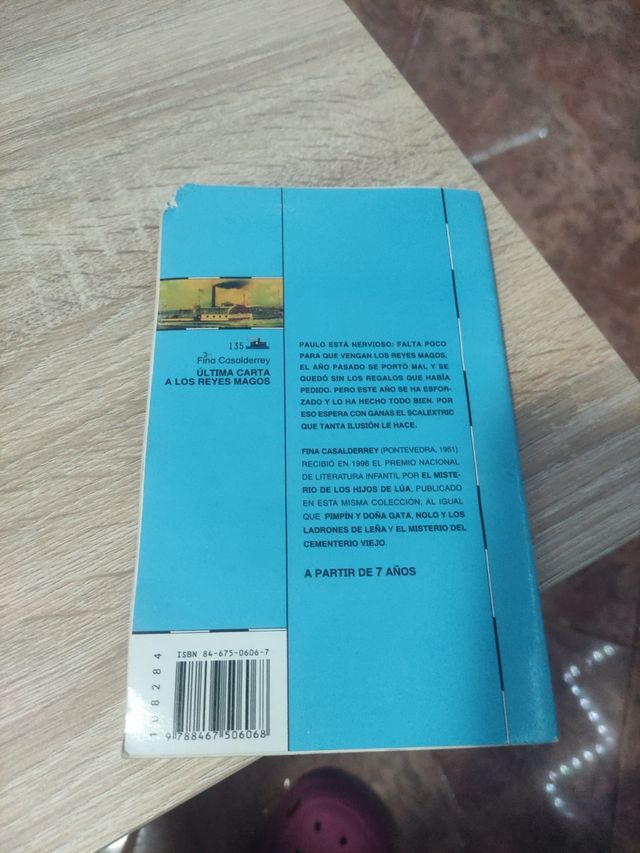 135
Fina Casalderrey
ÚLTIMA CARTA
A LOS REYES MAGOS
PAULO ESTÁ NERVIOSO: FALTA POCO
PARA QUE VENGAN LOS REYES MAGOS.
EL AÑO PASADO SE PORTÓ MAL Y SE
QUEDÓ SIN LOS REGALOS QUE HABÍA
PEDIDO. PERO ESTE AÑO SE HA ESFOR-
ZADO Y LO HA HECHO TODO BIEN. POR
ESO ESPERA CON GANAS EL SCALEXTRIC
QUE TANTA ILUSIÓN LE HACE.
FINA CASALDERREY (PONTEVEDRA, 1951)
RECIBIÓ EN 1996 EL PREMIO NACIONAL
DE LITERATURA INFANTIL POR EL MISTE-
RIO DE LOS HIJOS DE LÚA, PUBLICADO
EN ESTA MISMA COLECCIÓN, AL IGUAL
QUE PIMPÍN Y DOÑA GATA, NOLO Y LOS
LADRONES DE LEÑA Y EL MISTERIO DEL
CEMENTERIO VIEJO.
A PARTIR DE 7 AÑOS
ISBN 84-675-0606-7
108284
9 788467 506068